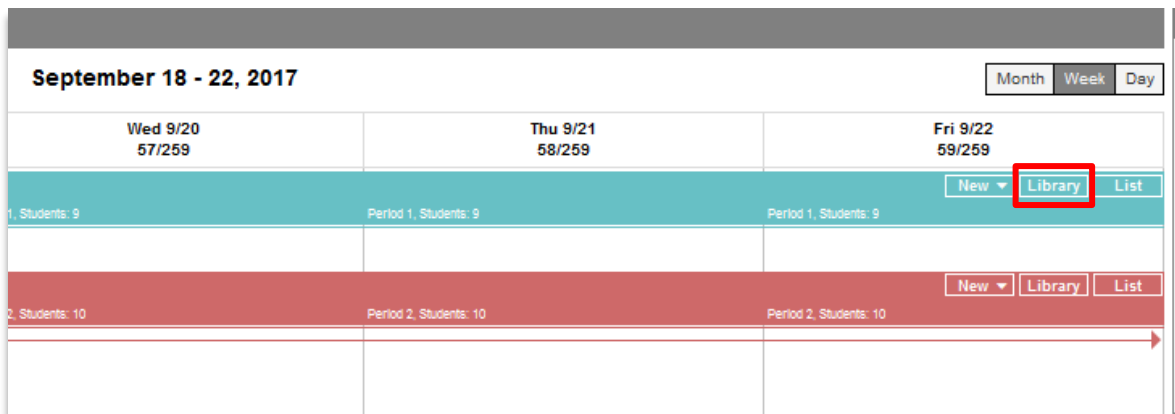 September 18 - 22, 2017
Month Week Day
Wed 9/20 Thu 9/21 Fri 9/22
57/259 58/259 59/259
New Library List
1, Students: 9 Period 1, Students: 9 Period 1, Students: 9
New Library List
2, Students: 10 Period 2, Students: 10 Period 2, Students: 10